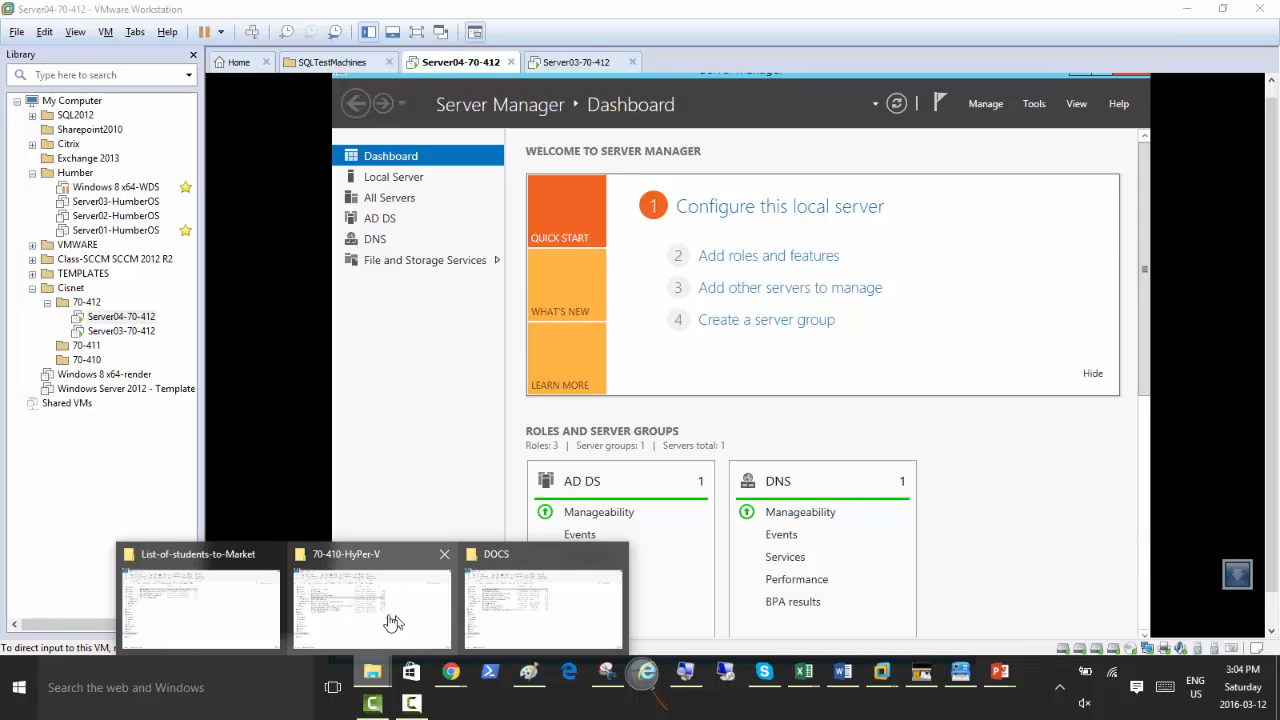 Server04-70-412 - VMware Workstation
File Edit View VM Tabs Help
Library
Type here to search
My Computer
SQL2012
Sharepoint2010
Citrix
Exchange 2013
Humber
Windows 8 x64-WDS
Server03-HumberOS
Server02-HumberOS
Server01-HumberOS
VMWARE
Class-SCCM SCCM 2012 R2
TEMPLATES
Cisnet
70-412
Server04-70-412
Server03-70-412
70-411
70-410
Windows 8 x64-render
Windows Server 2012 - Template
Shared VMs
Home SQLTestMachines Server04-70-412 Server03-70-412
Server Manager
Server Manager ‣ Dashboard
Manage Tools View Help
Dashboard
Local Server
All Servers
AD DS
DNS
File and Storage Services
WELCOME TO SERVER MANAGER
QUICK START
WHAT'S NEW
LEARN MORE
1 Configure this local server
2 Add roles and features
3 Add other servers to manage
4 Create a server group
Hide
ROLES AND SERVER GROUPS
Roles: 3 | Server groups: 1 | Servers total: 1
AD DS 1
Manageability
Events
DNS 1
Manageability
Events
Services
Performance
BPA results
List-of-students-to-Market 70-410-HyPer-V DOCS
To direct input to this VM,
Search the web and Windows
ENG
US
3:04 PM
Saturday
2016-03-12